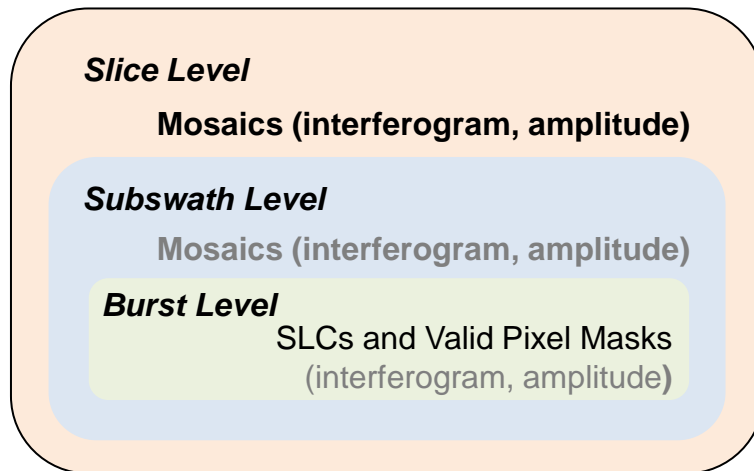 Slice Level
Mosaics (interferogram, amplitude)
Subswath Level
Mosaics (interferogram, amplitude)
Burst Level
SLCs and Valid Pixel Masks
(interferogram, amplitude)